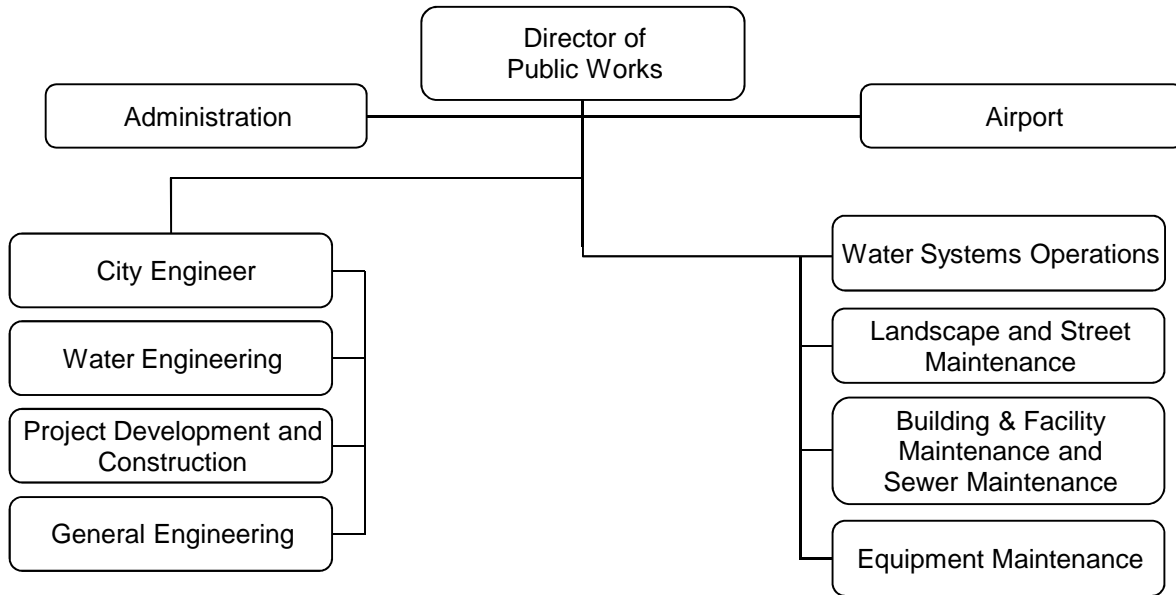 Director of
Public Works
Administration
Airport
City Engineer
Water Engineering
Project Development and
Construction
General Engineering
Water Systems Operations
Landscape and Street
Maintenance
Building & Facility
Maintenance and
Sewer Maintenance
Equipment Maintenance